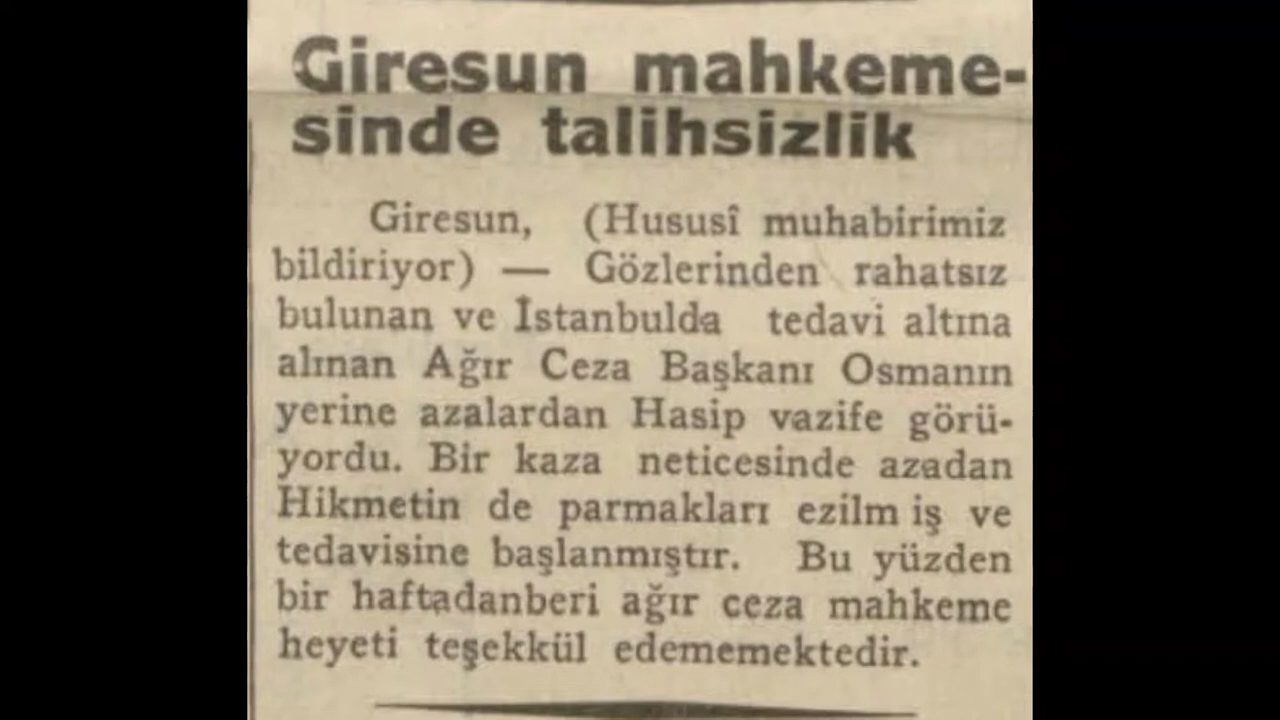 Giresun mahkeme-
sinde talihsizlik
Giresun, (Hususî muhabirimiz
bildiriyor) — Gözlerinden rahatsız
bulunan ve İstanbulda tedavi altına
alınan Ağır Ceza Başkanı Osmanın
yerine azalardan Hasip vazife görü-
yordu. Bir kaza neticesinde azadan
Hikmetin de parmakları ezilm iş ve
tedavisine başlanmıştır. Bu yüzden
bir haftadanberi ağır ceza mahkeme
heyeti teşekkül edememektedir.